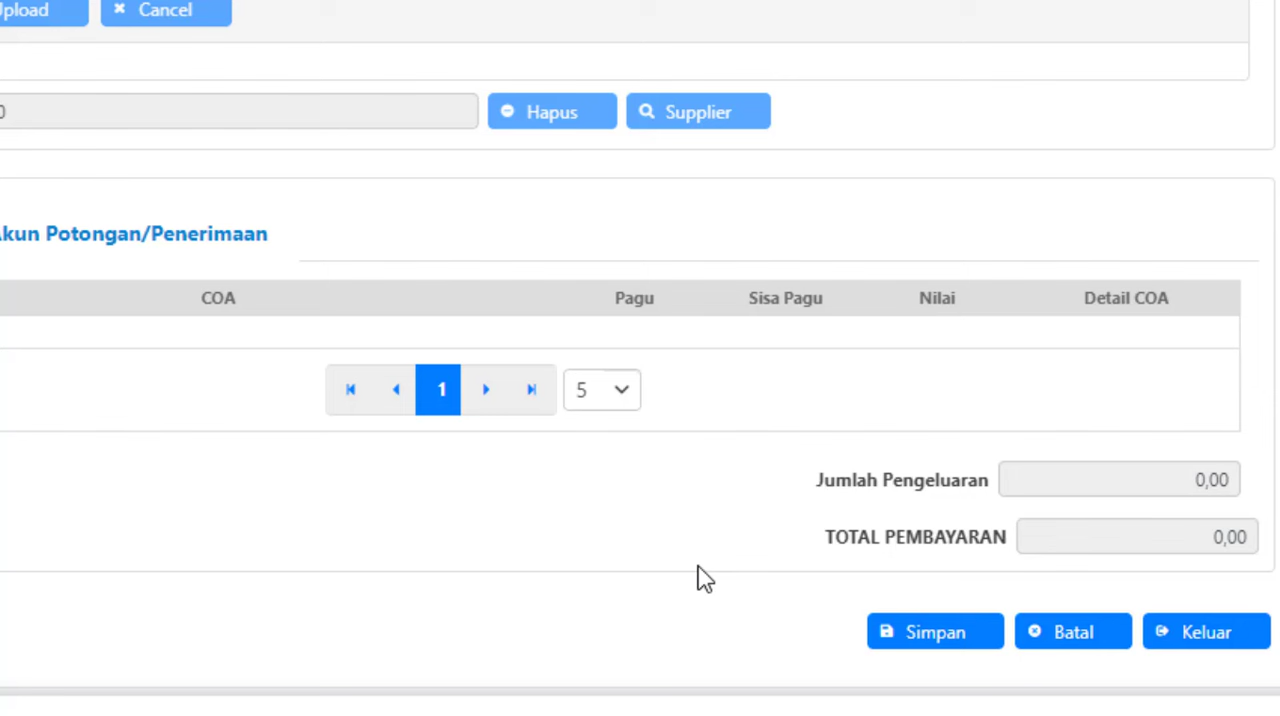 Upload Cancel
0 Hapus Supplier
Akun Potongan/Penerimaan
COA Pagu Sisa Pagu Nilai Detail COA
1 5
Jumlah Pengeluaran 0,00
TOTAL PEMBAYARAN 0,00
Simpan Batal Keluar